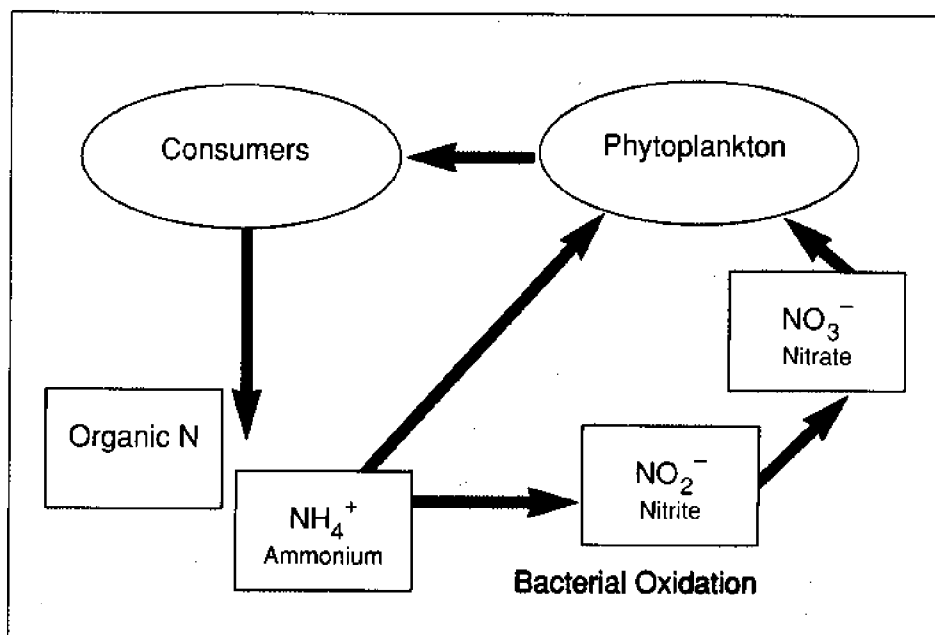 Consumers
Phytoplankton
NO₃⁻
Nitrate
Organic N
NO₂⁻
Nitrite
NH₄⁺
Ammonium
Bacterial Oxidation